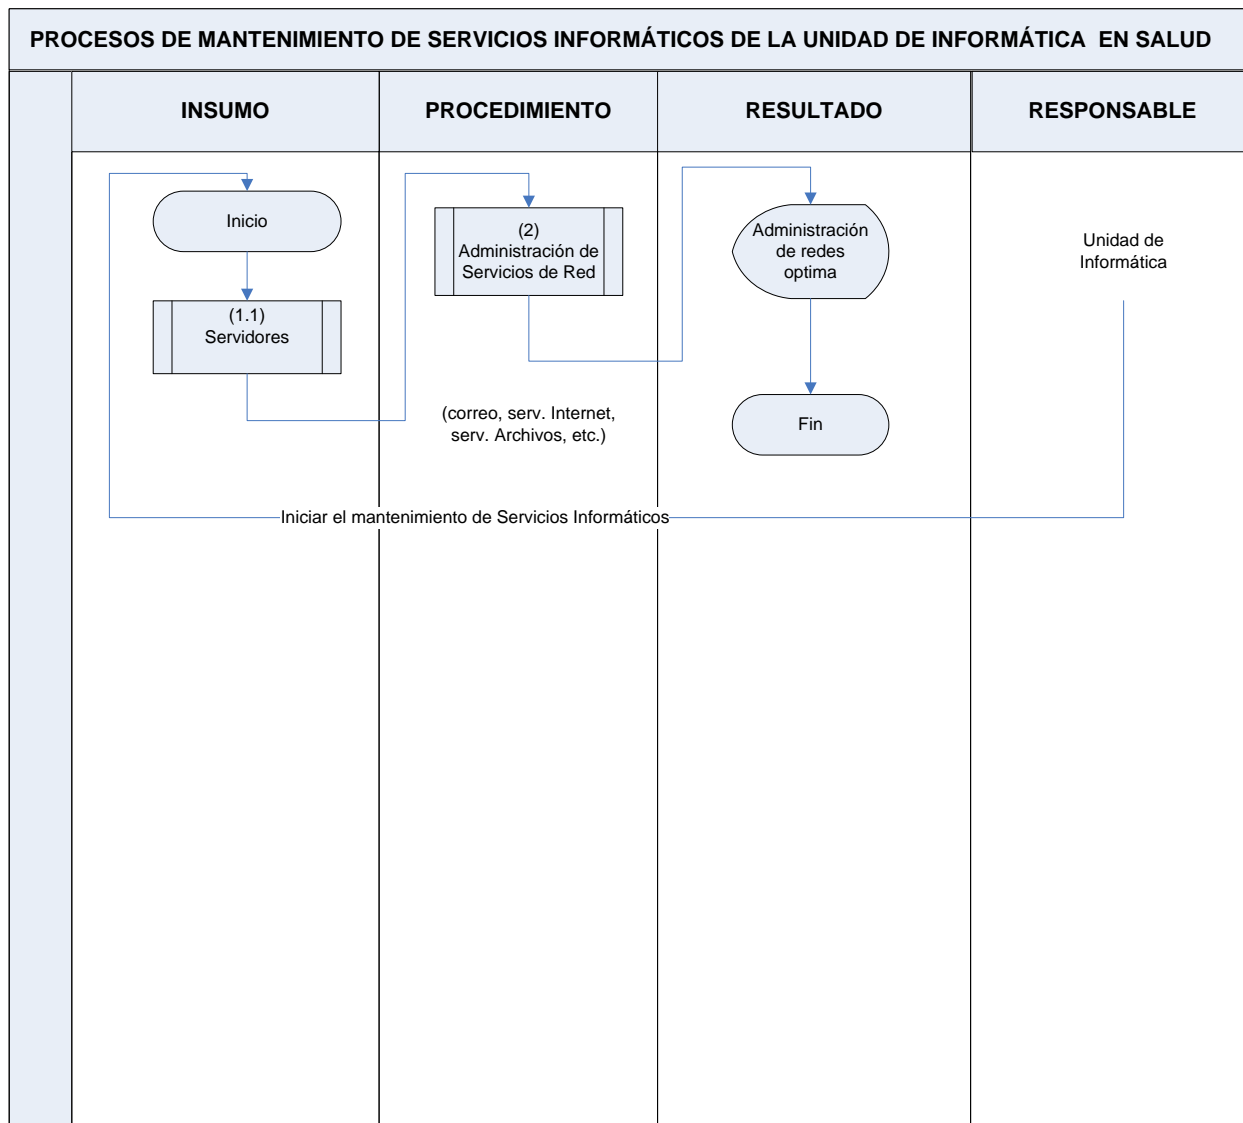 PROCESOS DE MANTENIMIENTO DE SERVICIOS INFORMÁTICOS DE LA UNIDAD DE INFORMÁTICA EN SALUD
INSUMO
PROCEDIMIENTO
RESULTADO
RESPONSABLE
Inicio
(1.1)
Servidores
(2)
Administración de
Servicios de Red
(correo, serv. Internet,
serv. Archivos, etc.)
Administración
de redes
optima
Fin
Unidad de
Informática
Iniciar el mantenimiento de Servicios Informáticos